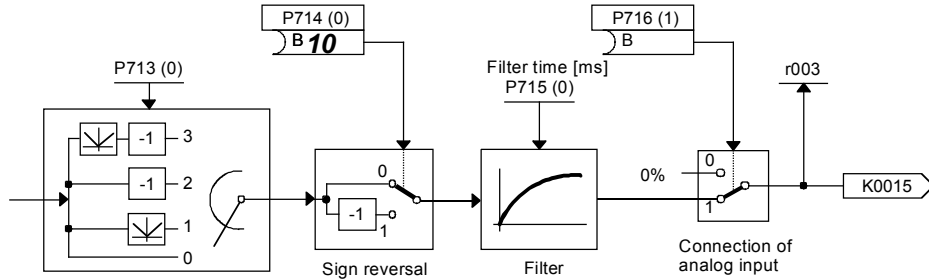 P714 (0)
B 10
P716 (1)
B
P713 (0)
Filter time [ms]
P715 (0)
r003
-1 3
-1 2
1
0
0
-1
1
0%
0
1
K0015
Sign reversal
Filter
Connection of
analog input